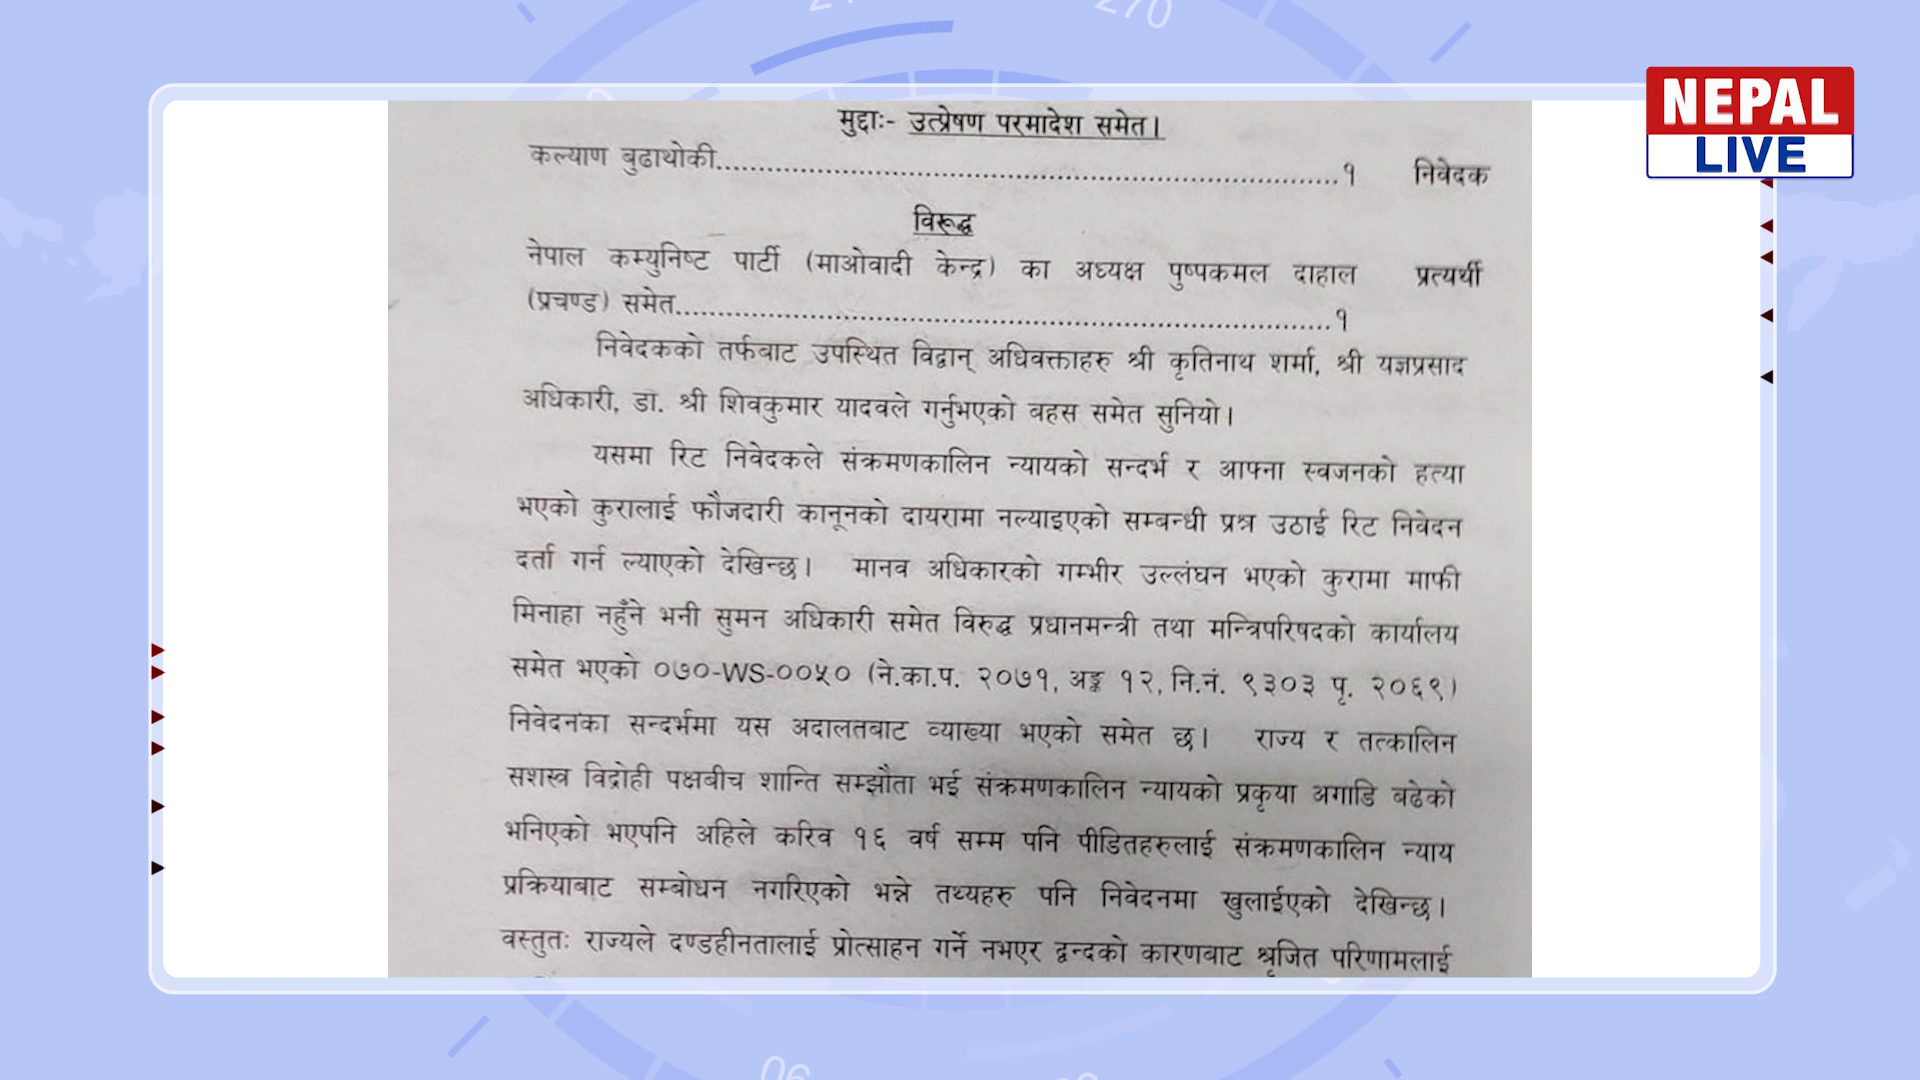 270
NEPAL
LIVE
मुद्दाः- उत्प्रेषण परमादेश समेत।
कल्याण बुढाथोकी.............................................................................१ निवेदक
विरूद्ध
नेपाल कम्युनिष्ट पार्टी (माओवादी केन्द्र) का अध्यक्ष पुष्पकमल दाहाल प्रत्यर्थी
(प्रचण्ड) समेत.................................................................................१
निवेदकको तर्फबाट उपस्थित विद्वान् अधिवक्ताहरु श्री कृतिनाथ शर्मा, श्री यज्ञप्रसाद
अधिकारी, डा. श्री शिवकुमार यादवले गर्नुभएको बहस समेत सुनियो।
यसमा रिट निवेदकले संक्रमणकालिन न्यायको सन्दर्भ र आफ्ना स्वजनको हत्या
भएको कुरालाई फौजदारी कानूनको दायरामा नल्याइएको सम्बन्धी प्रश्न उठाई रिट निवेदन
दर्ता गर्न ल्याएको देखिन्छ। मानव अधिकारको गम्भीर उल्लंघन भएको कुरामा माफी
मिनाहा नहुँने भनी सुमन अधिकारी समेत विरुद्ध प्रधानमन्त्री तथा मन्त्रिपरिषदको कार्यालय
समेत भएको ०७०-WS-००५० (ने.का.प. २०७१, अङ्क १२, नि.नं. ९३०३ पृ. २०६९)
निवेदनका सन्दर्भमा यस अदालतबाट व्याख्या भएको समेत छ। राज्य र तत्कालिन
सशस्त्र विद्रोही पक्षबीच शान्ति सम्झौता भई संक्रमणकालिन न्यायको प्रकृया अगाडि बढेको
भनिएको भएपनि अहिले करिव १६ वर्ष सम्म पनि पीडितहरुलाई संक्रमणकालिन न्याय
प्रक्रियाबाट सम्बोधन नगरिएको भन्ने तथ्यहरु पनि निवेदनमा खुलाईएको देखिन्छ।
वस्तुतः राज्यले दण्डहीनतालाई प्रोत्साहन गर्ने नभएर द्वन्दको कारणबाट श्रृजित परिणामलाई